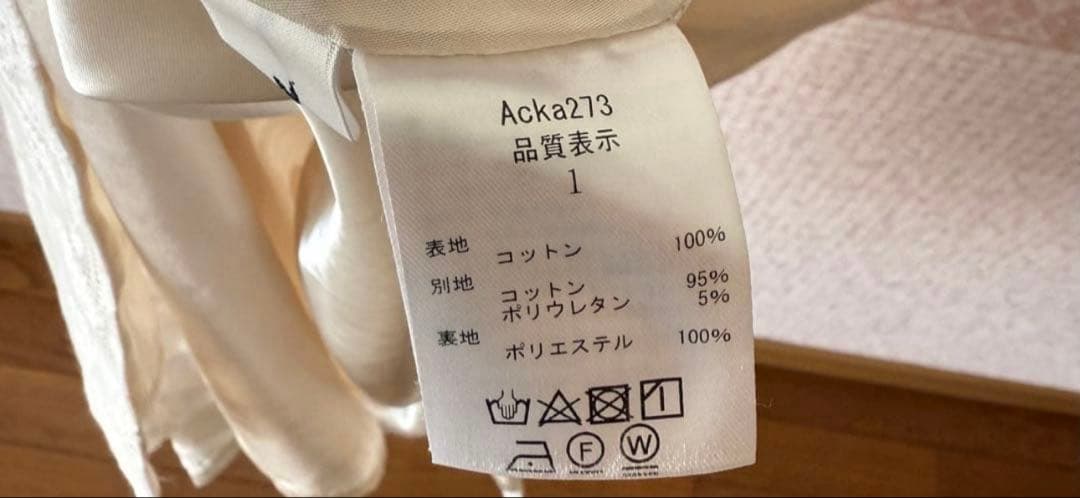 Acka273
品質表示
1
表地 コットン 100%
別地 コットン 95%
ポリウレタン 5%
裏地 ポリエステル 100%
F W